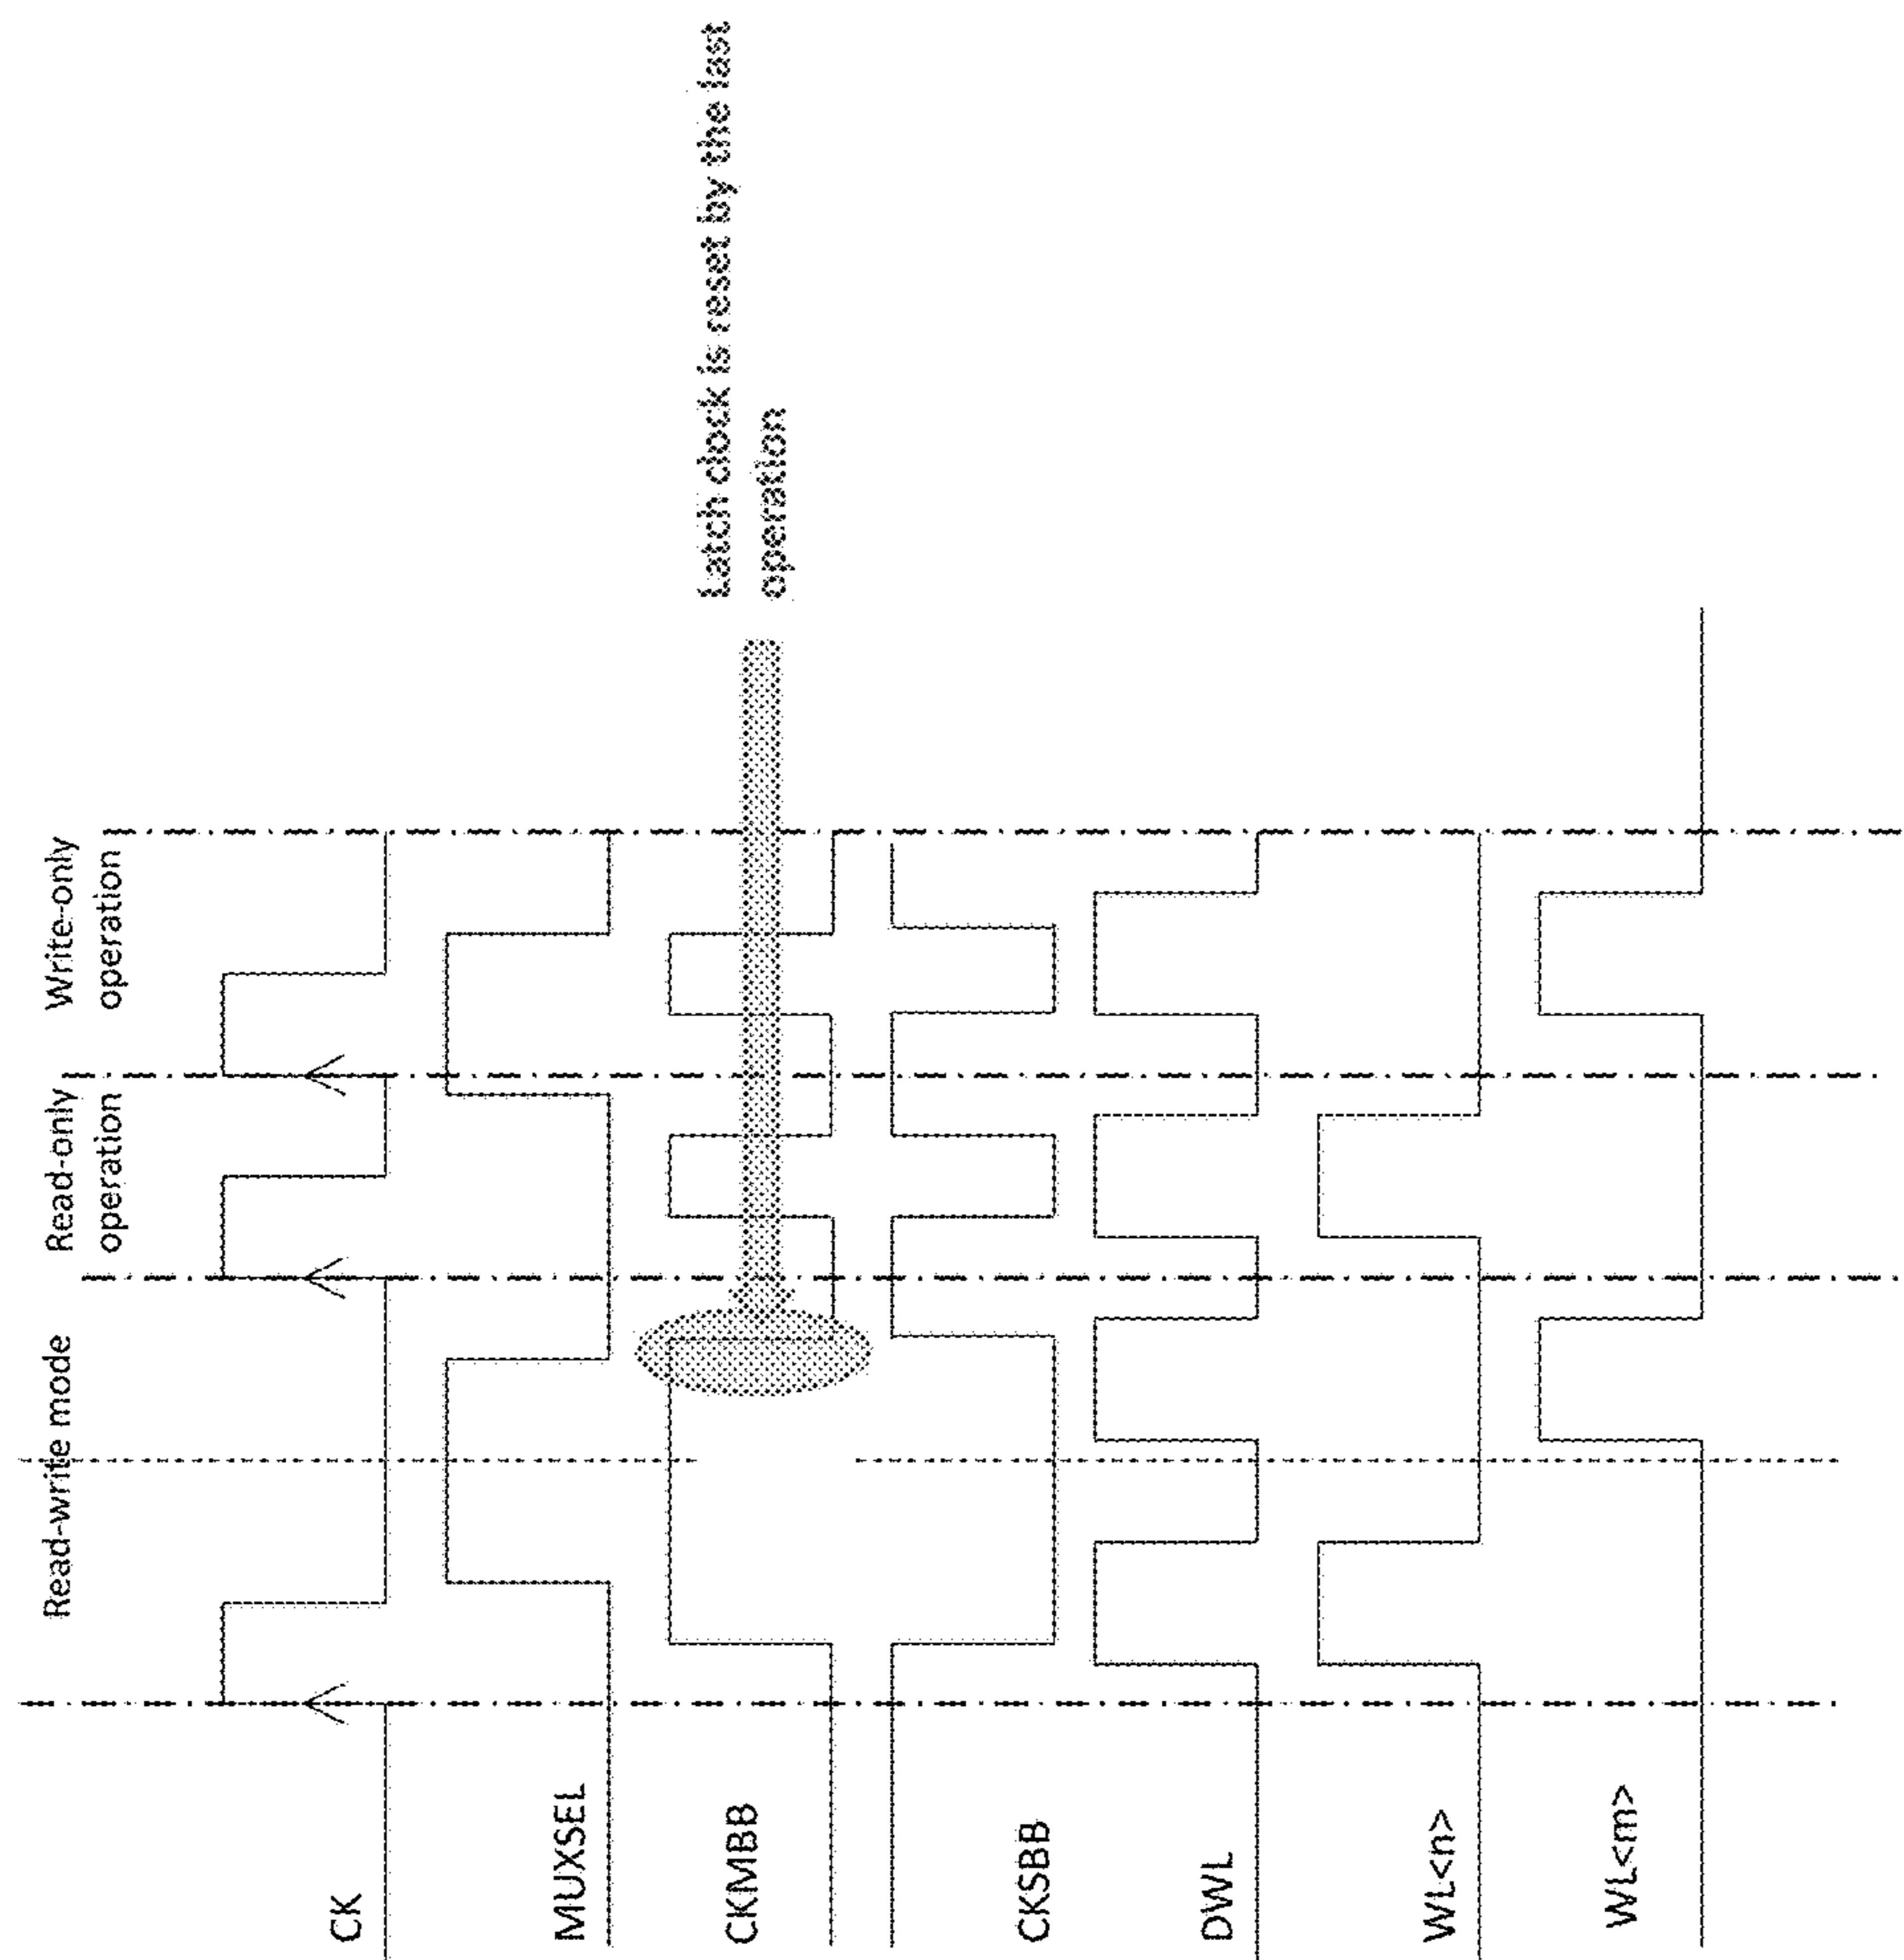 Read-write mode
Read-only
operation
Write-only
operation
CK
MUXSEL
CKMBB
Latch clock is reset by the last
operation
CKSBB
DWL
WL<n>
WL<m>